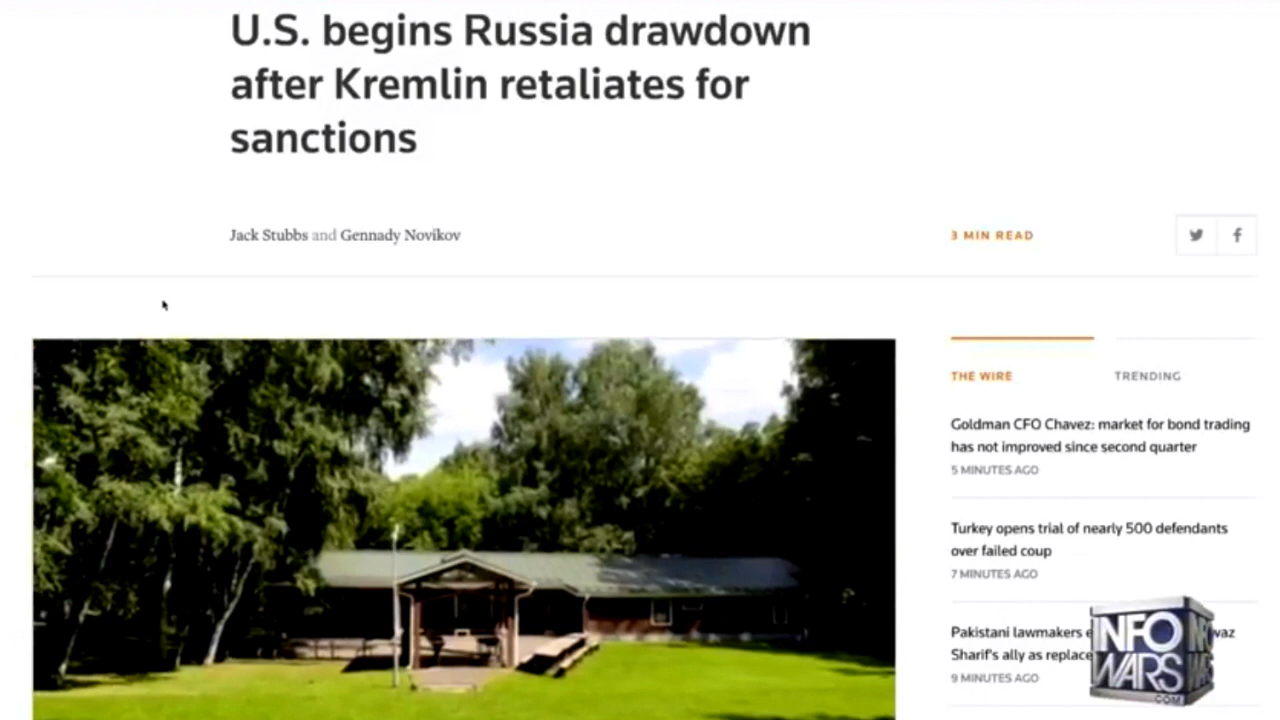 U.S. begins Russia drawdown
after Kremlin retaliates for
sanctions
Jack Stubbs and Gennady Novikov
3 MIN READ
THE WIRE
TRENDING
Goldman CFO Chavez: market for bond trading
has not improved since second quarter
5 MINUTES AGO
Turkey opens trial of nearly 500 defendants
over failed coup
7 MINUTES AGO
Pakistani lawmakers
Sharif's ally as replace
9 MINUTES AGO
INFO
WARS
.COM